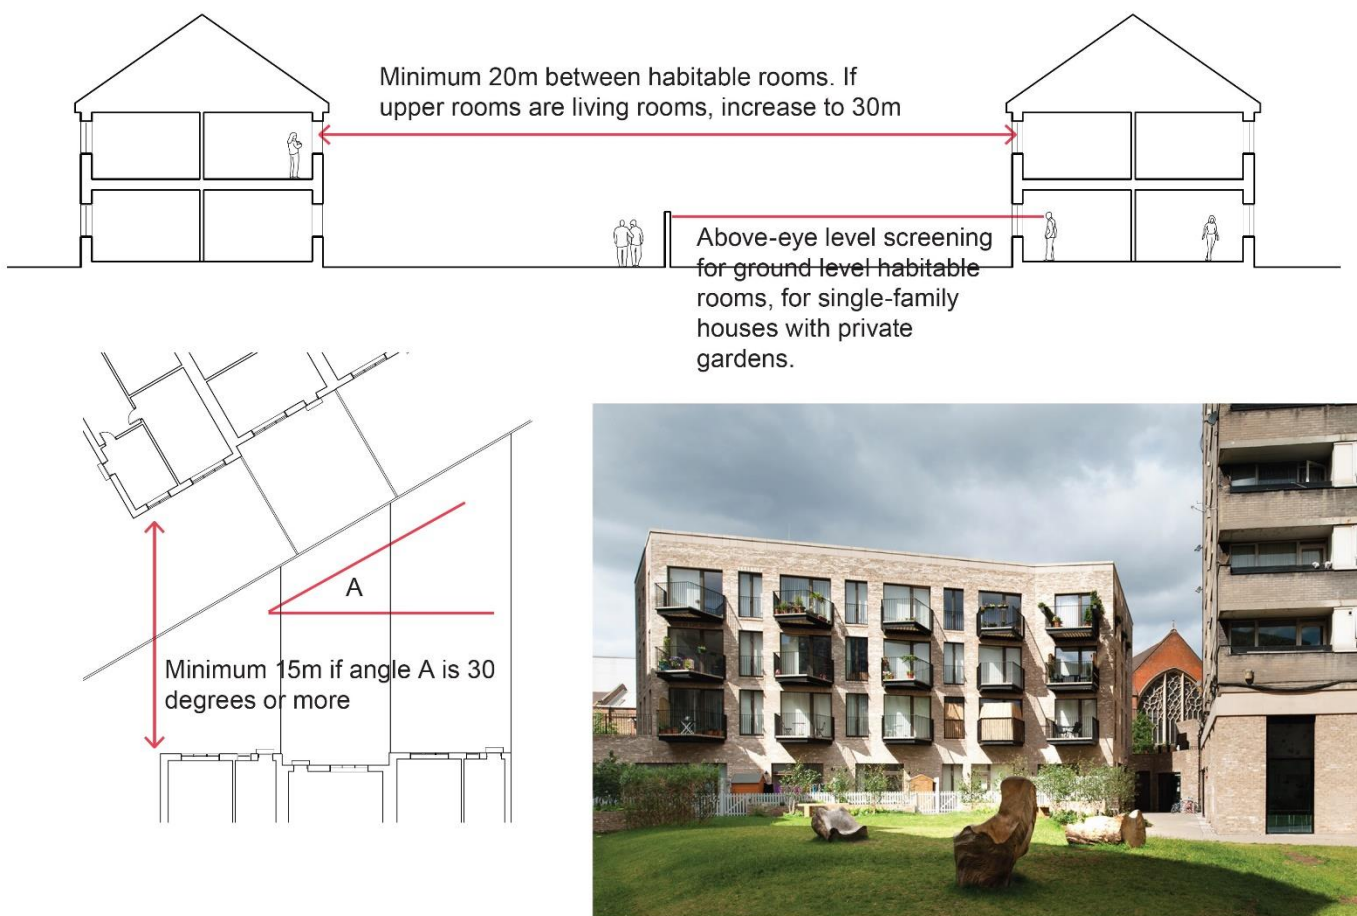 Minimum 20m between habitable rooms. If
upper rooms are living rooms, increase to 30m
Above-eye level screening
for ground level habitable
rooms, for single-family
houses with private
gardens.
A
Minimum 15m if angle A is 30
degrees or more